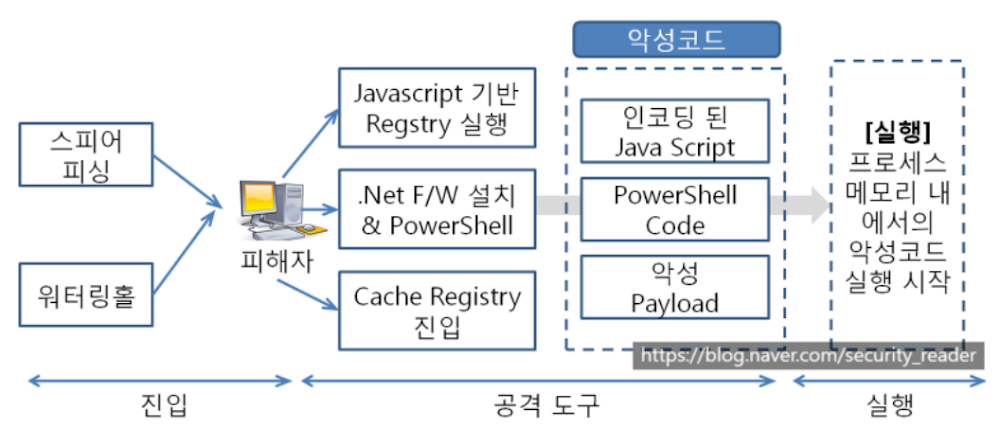 악성코드
스피어
피싱
워터링홀
피해자
Javascript 기반
Regstry 실행
.Net F/W 설치
& PowerShell
Cache Registry
진입
인코딩 된
Java Script
PowerShell
Code
악성
Payload
[실행]
프로세스
메모리 내
에서의
악성코드
실행 시작
https://blog.naver.com/security_reader
진입
공격 도구
실행